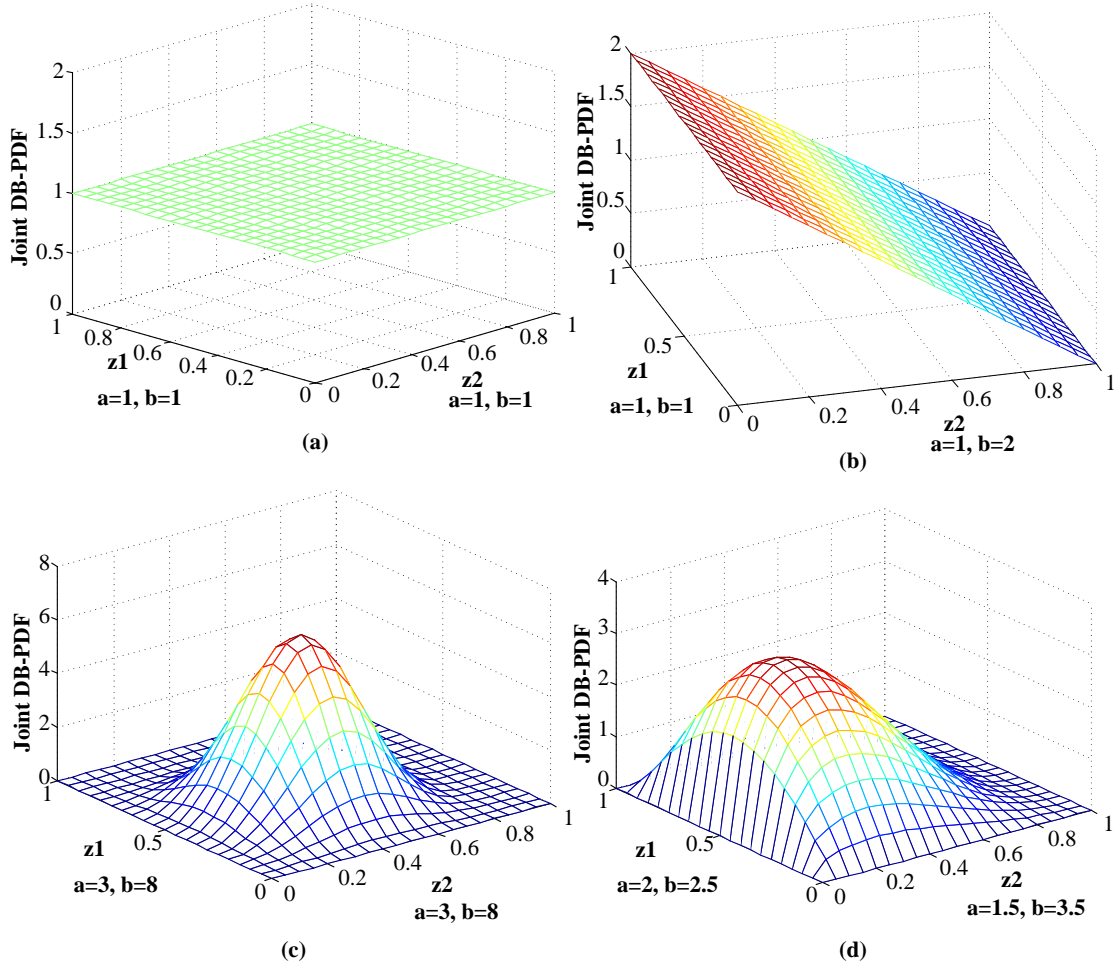 2
1.5
1
0.5
0
Joint DB-PDF
1
0.8
0.6
0.4
0.2
0
z1
a=1, b=1
0
0.2
0.4
0.6
0.8
1
z2
a=1, b=1
(a)
2
1.5
1
0.5
0
Joint DB-PDF
1
0.5
0
z1
a=1, b=1
0
0.2
0.4
0.6
0.8
1
z2
a=1, b=2
(b)
8
6
4
2
0
Joint DB-PDF
1
0.5
0
z1
a=3, b=8
0
0.2
0.4
0.6
0.8
1
z2
a=3, b=8
(c)
4
3
2
1
0
Joint DB-PDF
1
0.5
0
z1
a=2, b=2.5
0
0.2
0.4
0.6
0.8
1
z2
a=1.5, b=3.5
(d)